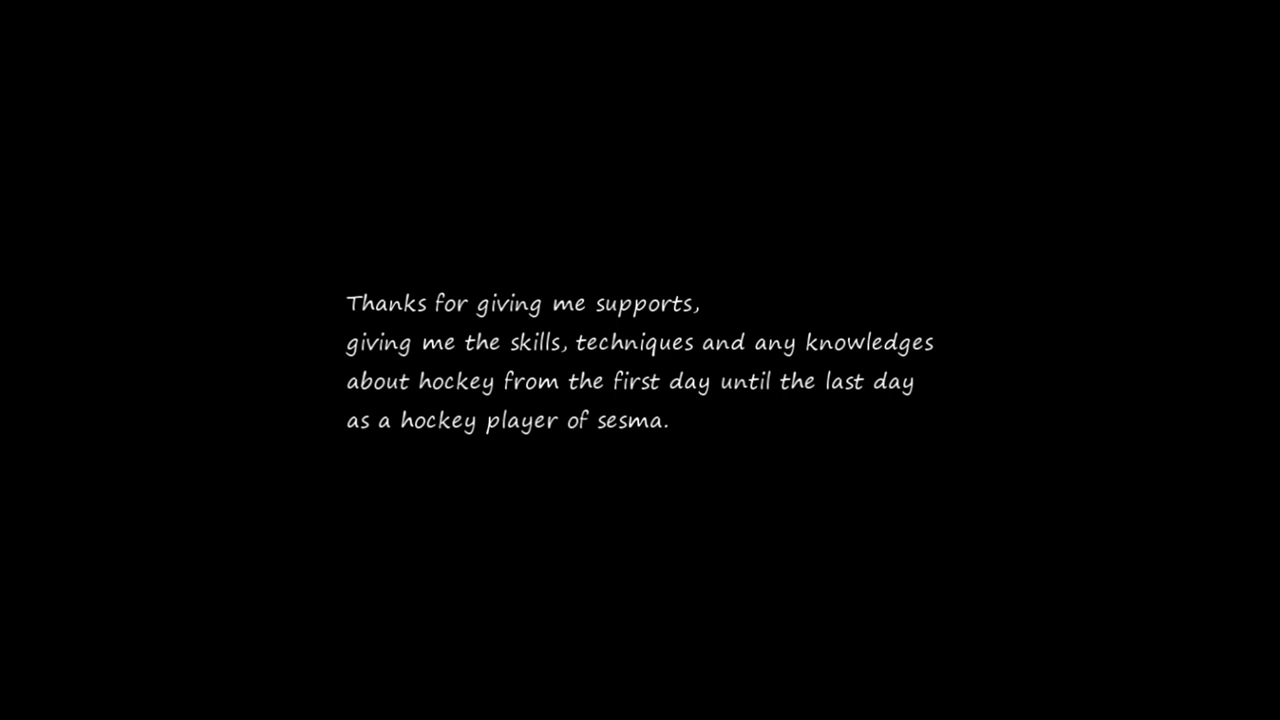 Thanks for giving me supports,
giving me the skills, techniques and any knowledges
about hockey from the first day until the last day
as a hockey player of sesma.